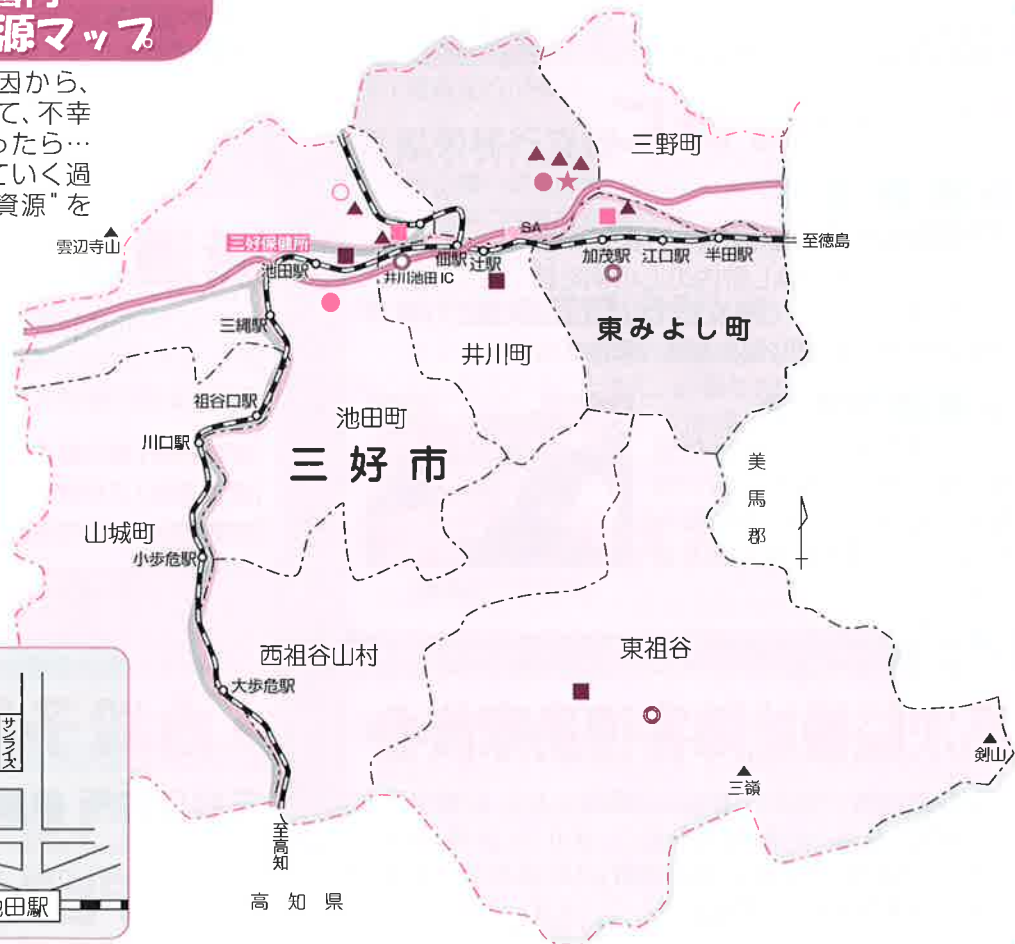 源マップ
因から、
て、不幸
ったら…
ていく過
資源"を
三野町
雲辺寺山
三好保健所
SA
池田駅
井川池田IC
佃駅
辻駅
加茂駅
江口駅
半田駅
至徳島
東みよし町
三縄駅
井川町
祖谷口駅
池田町
川口駅
三好市
美馬郡
山城町
小歩危駅
西祖谷山村
東祖谷
大歩危駅
サンライズ
剣山
三嶺
至高知
田駅
高知県